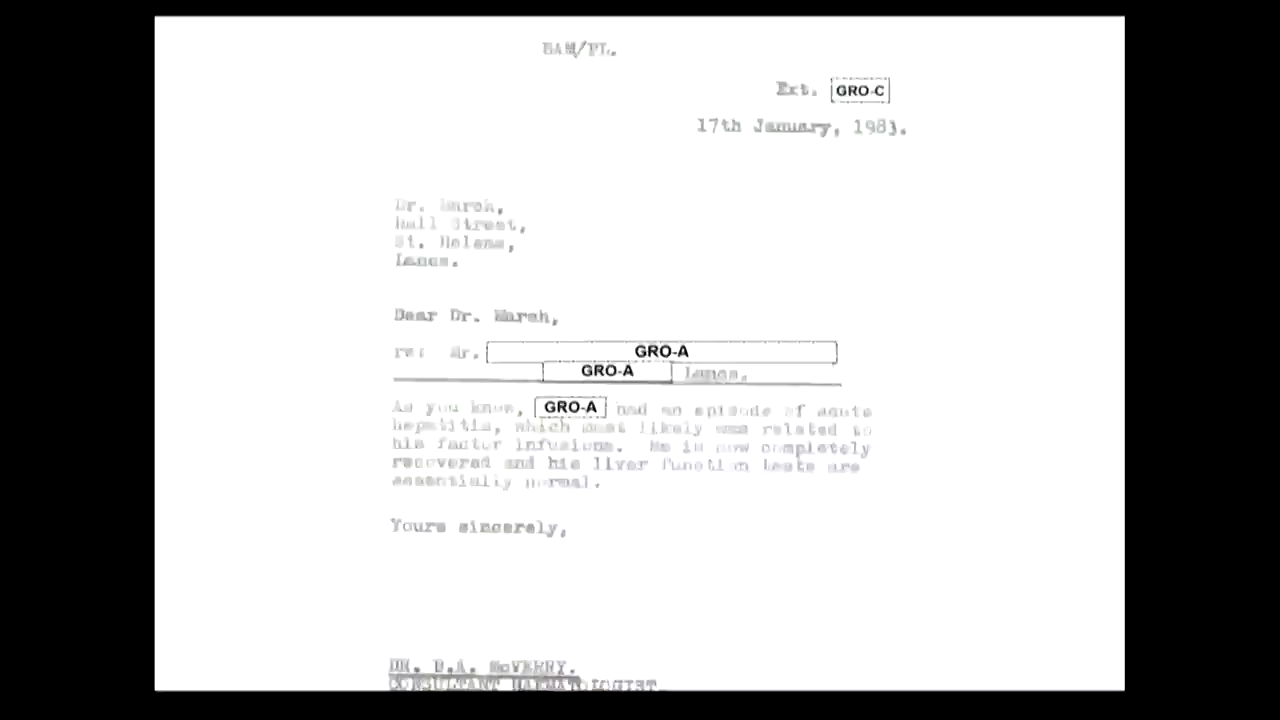 BAM/PL.
Ext. GRO-C
17th January, 1983.
Dr. Marsh,
Hall Street,
St. Helens,
Lancs.
Dear Dr. Marsh,
re: Mr. GRO-A
GRO-A Lancs.
As you know, GRO-A had an episode of acute
hepatitis, which most likely was related to
his factor infusions. He is now completely
recovered and his liver function tests are
essentially normal.
Yours sincerely,
DR. B.A. McVERRY.
CONSULTANT HAEMATOLOGIST